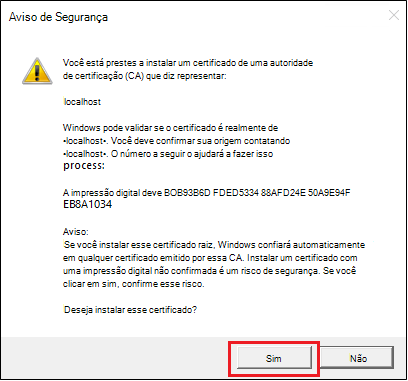 Aviso de Segurança
Você está prestes a instalar um certificado de uma autoridade
de certificação (CA) que diz representar:
localhost
Windows pode validar se o certificado é realmente de
•localhost•. Você deve confirmar sua origem contatando
•localhost•. O número a seguir o ajudará a fazer isso
process:
A impressão digital deve BOB93B6D FDED5334 88AFD24E 50A9E94F
EB8A1034
Aviso:
Se você instalar esse certificado raiz, Windows confiará automaticamente
em qualquer certificado emitido por essa CA. Instalar um certificado com
uma impressão digital não confirmada é um risco de segurança. Se você
clicar em sim, confirme esse risco.
Deseja instalar esse certificado?
Sim
Não